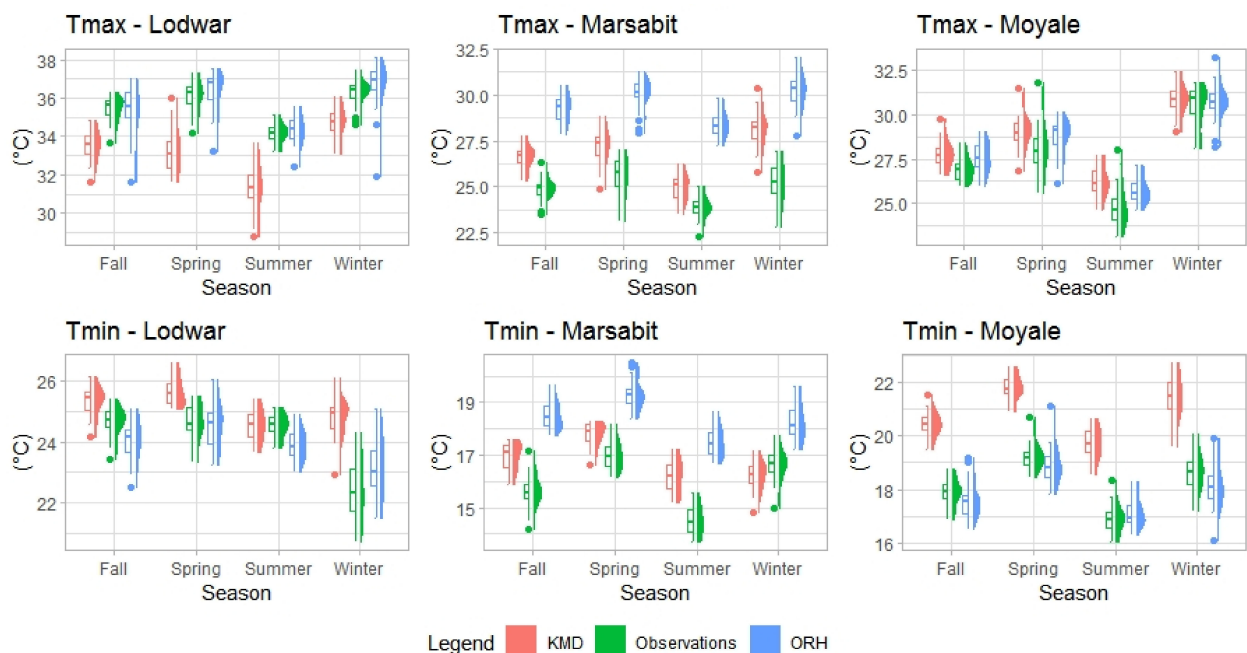 Tmax - Lodwar
Tmax - Marsabit
Tmax - Moyale
38
36
34
32
30
(°C)
Fall Spring Summer Winter
Season
32.5
30.0
27.5
25.0
22.5
(°C)
Fall Spring Summer Winter
Season
32.5
30.0
27.5
25.0
(°C)
Fall Spring Summer Winter
Season
Tmin - Lodwar
Tmin - Marsabit
Tmin - Moyale
26
24
22
(°C)
Fall Spring Summer Winter
Season
19
17
15
(°C)
Fall Spring Summer Winter
Season
22
20
18
16
(°C)
Fall Spring Summer Winter
Season
Legend KMD Observations ORH